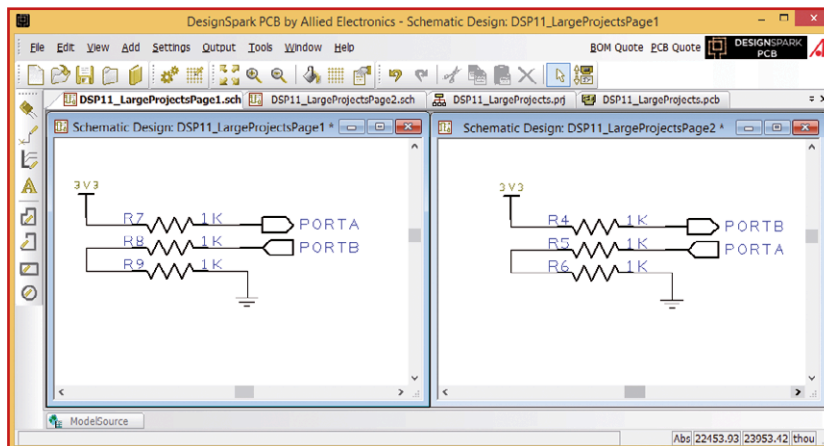 DesignSpark PCB by Allied Electronics - Schematic Design: DSP11_LargeProjectsPage1
File Edit View Add Settings Output Tools Window Help
BOM Quote PCB Quote
DESIGNSPARK
PCB
DSP11_LargeProjectsPage1.sch DSP11_LargeProjectsPage2.sch DSP11_LargeProjects.prj DSP11_LargeProjects.pcb
Schematic Design: DSP11_LargeProjectsPage1 *
3V3
R7 1K PORTA
R8 1K PORTB
R9 1K
Schematic Design: DSP11_LargeProjectsPage2 *
3V3
R4 1K PORTB
R5 1K PORTA
R6 1K
ModelSource
Abs 22453.93 23953.42 thou